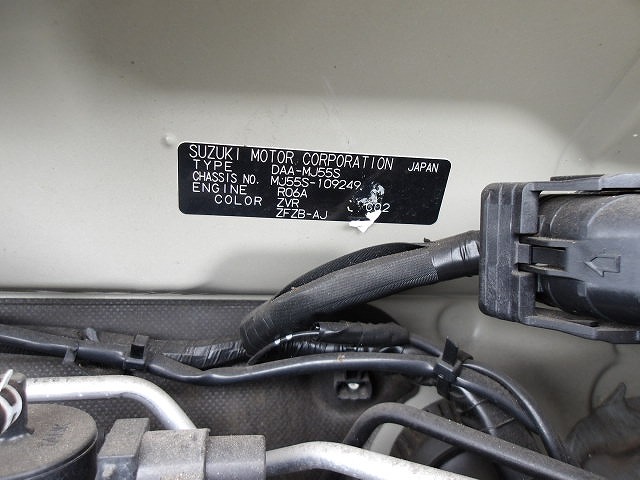 SUZUKI MOTOR CORPORATION JAPAN
TYPE DAA-MJ55S
CHASSIS NO. MJ55S-109249
ENGINE R06A
COLOR ZVR
ZFZB-AJ